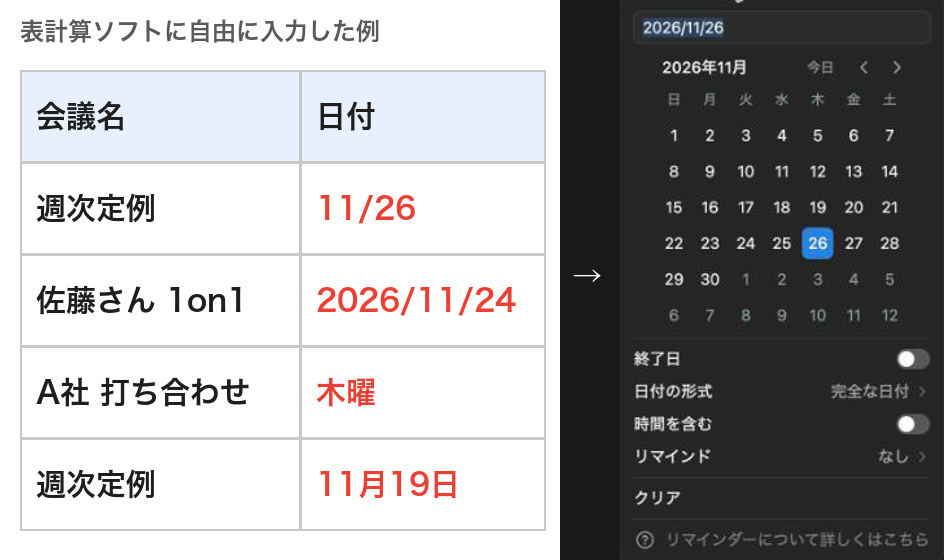 表計算ソフトに自由に入力した例
会議名 日付
週次定例 11/26
佐藤さん 1on1 2026/11/24
A社 打ち合わせ 木曜
週次定例 11月19日
→
2026/11/26
2026年11月 今日
日 月 火 水 木 金 土
1 2 3 4 5 6 7
8 9 10 11 12 13 14
15 16 17 18 19 20 21
22 23 24 25 26 27 28
29 30 1 2 3 4 5
6 7 8 9 10 11 12
終了日
日付の形式 完全な日付
時間を含む
リマインド なし
クリア
リマインダーについて詳しくはこちら